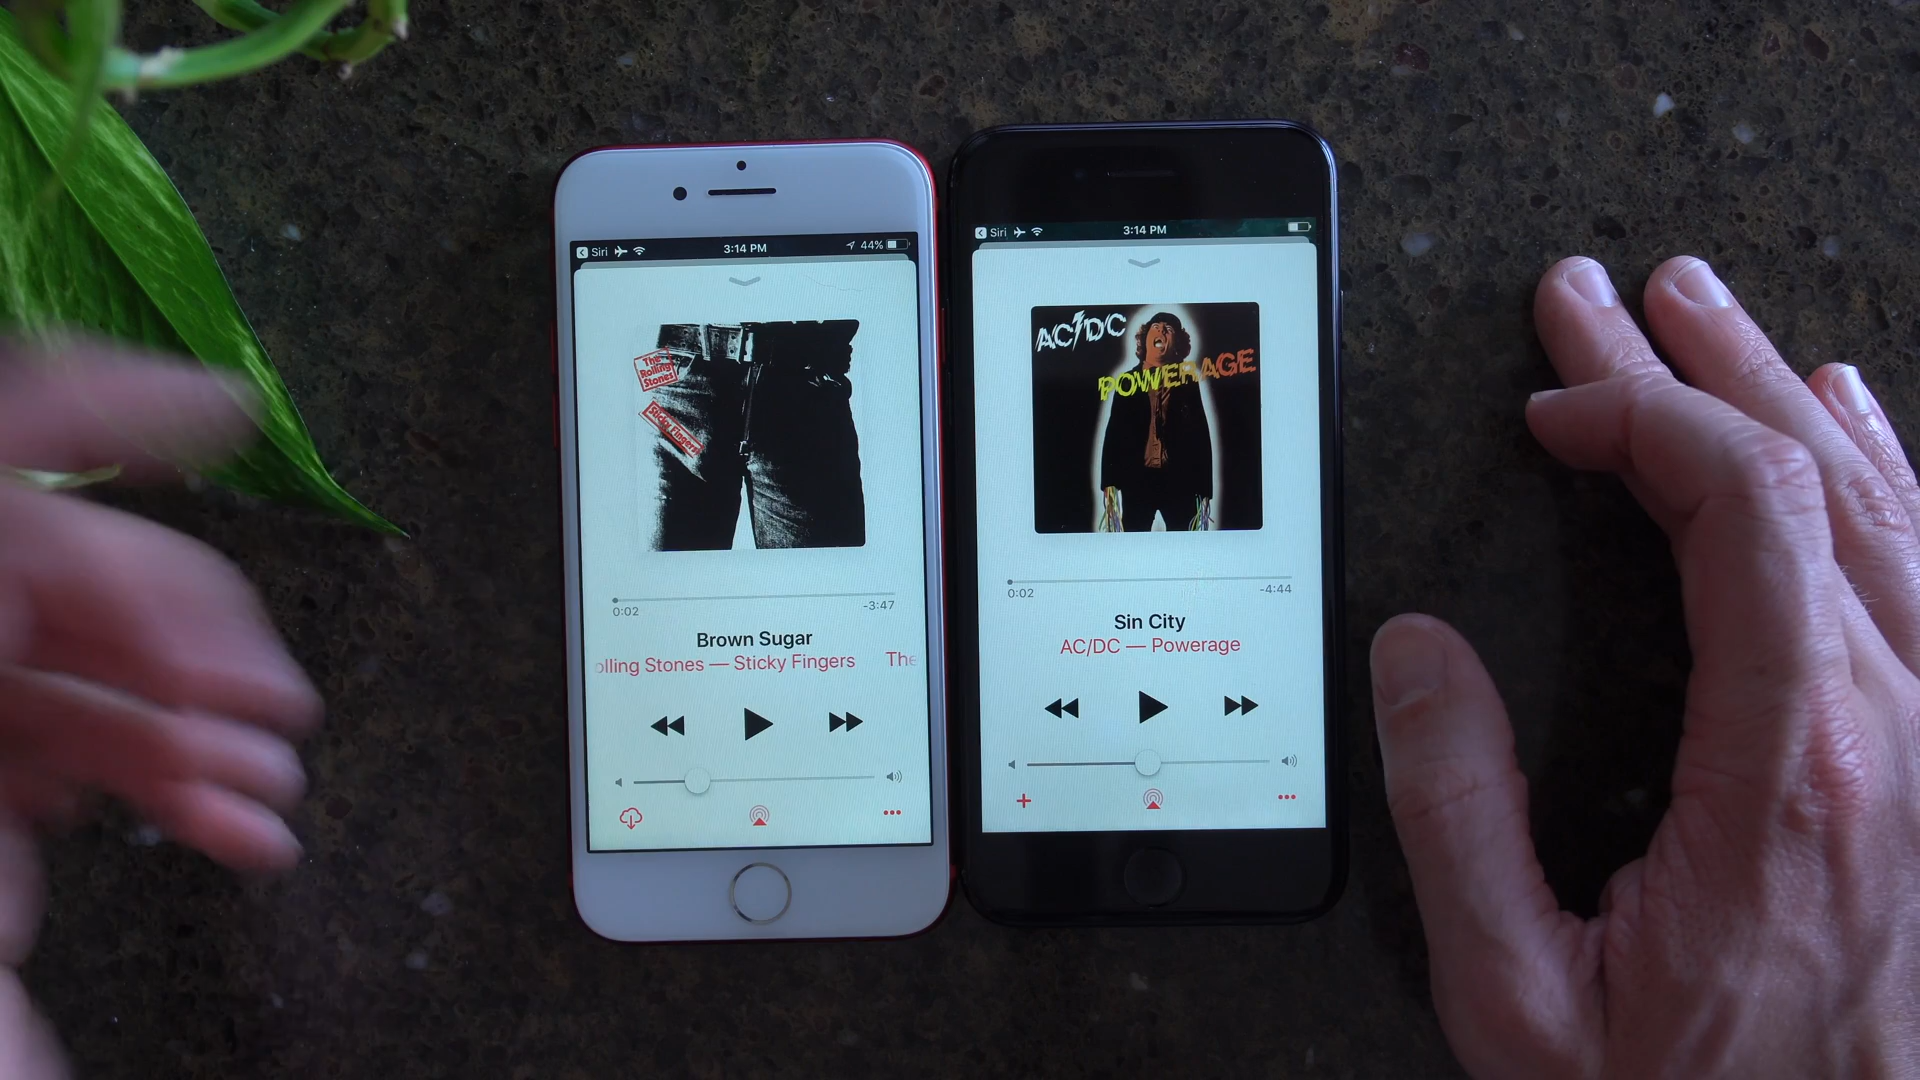 Siri
3:14 PM
44%
The
Rolling
Stones
Sticky Fingers
0:02
-3:47
Brown Sugar
olling Stones — Sticky Fingers
The
Siri
3:14 PM
AC/DC
POWERAGE
0:02
-4:44
Sin City
AC/DC — Powerage